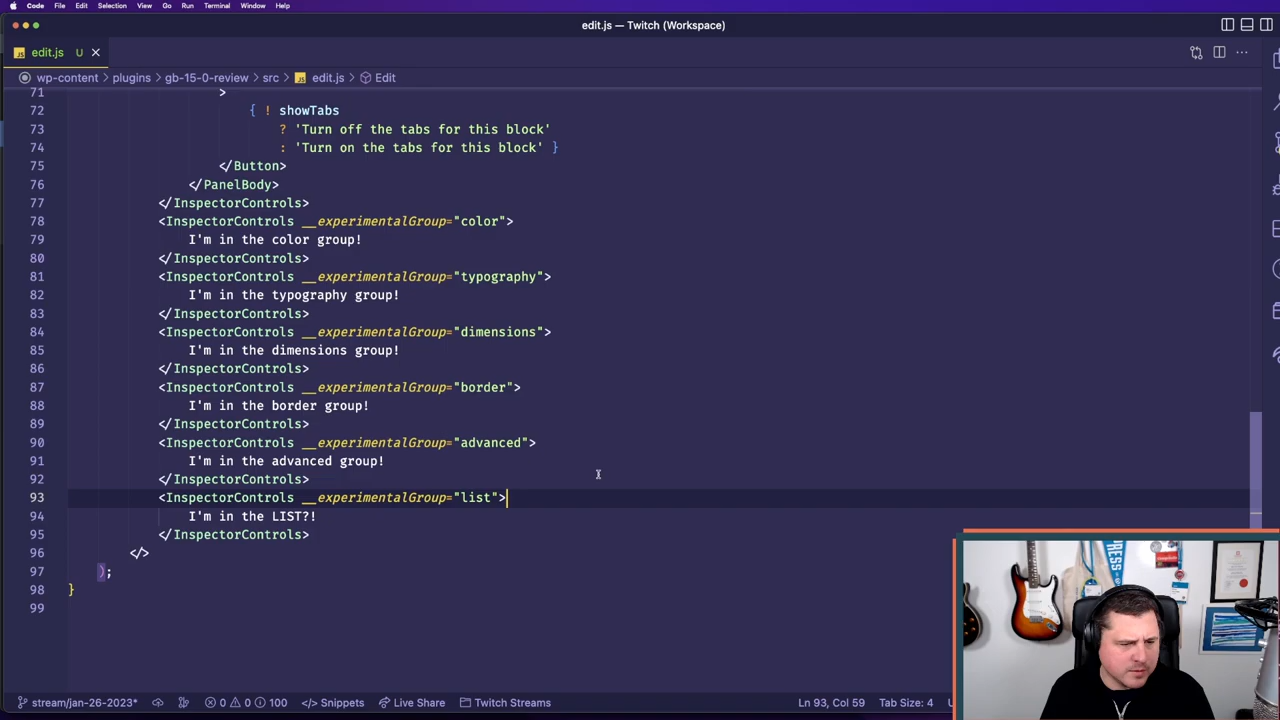 Code File Edit Selection View Go Run Terminal Window Help
edit.js — Twitch (Workspace)
JS edit.js U
wp-content > plugins > gb-15-0-review > src > JS edit.js > Edit
71 >
72 { ! showTabs
73 ? 'Turn off the tabs for this block'
74 : 'Turn on the tabs for this block' }
75 </Button>
76 </PanelBody>
77 </InspectorControls>
78 <InspectorControls __experimentalGroup="color">
79 I'm in the color group!
80 </InspectorControls>
81 <InspectorControls __experimentalGroup="typography">
82 I'm in the typography group!
83 </InspectorControls>
84 <InspectorControls __experimentalGroup="dimensions">
85 I'm in the dimensions group!
86 </InspectorControls>
87 <InspectorControls __experimentalGroup="border">
88 I'm in the border group!
89 </InspectorControls>
90 <InspectorControls __experimentalGroup="advanced">
91 I'm in the advanced group!
92 </InspectorControls>
93 <InspectorControls __experimentalGroup="list">
94 I'm in the LIST?!
95 </InspectorControls>
96 </>
97 );
98 }
99
stream/jan-26-2023* 0 0 100 </> Snippets Live Share Twitch Streams Ln 93, Col 59 Tab Size: 4